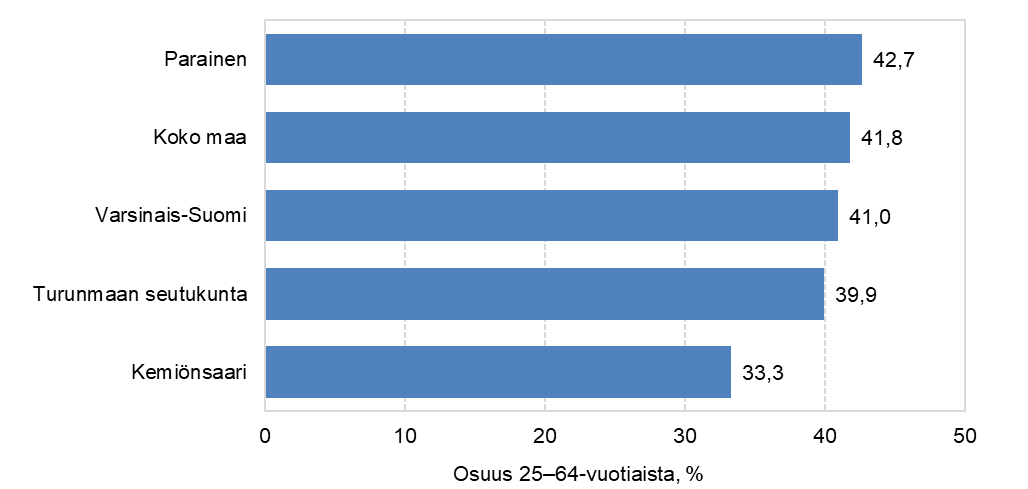 Parainen 42,7
Koko maa 41,8
Varsinais-Suomi 41,0
Turunmaan seutukunta 39,9
Kemiönsaari 33,3
0 10 20 30 40 50
Osuus 25–64-vuotiaista, %